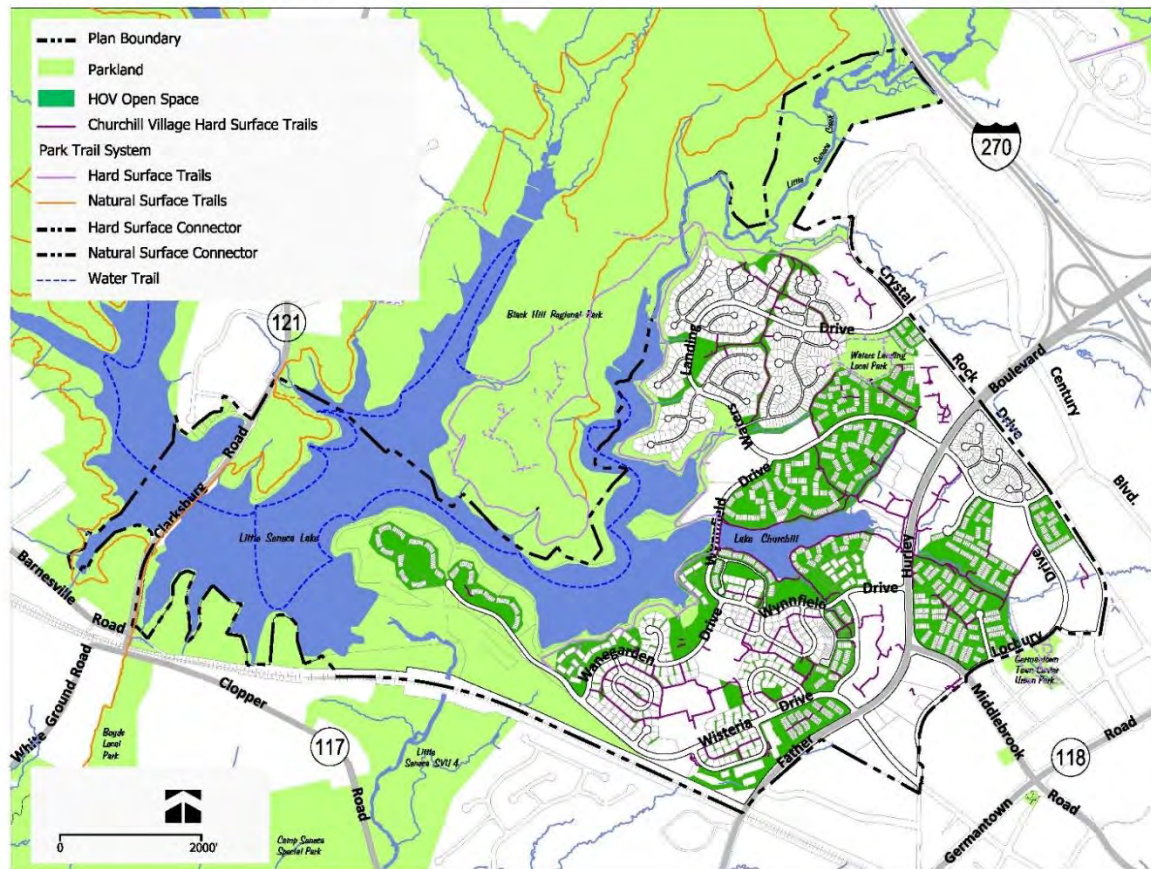 Plan Boundary
Parkland
HOV Open Space
Churchill Village Hard Surface Trails
Park Trail System
Hard Surface Trails
Natural Surface Trails
Hard Surface Connector
Natural Surface Connector
Water Trail
270
Little Seneca Creek
121
Black Hill Regional Park
Crystal
Rock
Drive
Landing
Drive
Waters
Waters Landing
Local Park
Boulevard
Century
Blvd.
Clarksburg
Road
Little Seneca Lake
Drive
Wynnfield
Lake Churchill
Hurley
Drive
Wynnfield
Drive
Drive
Barnesville
Road
Wanegarden
Locbury
Germantown
Town Center
Urban Park
White Ground Road
Clopper
Road
117
Boyds
Local
Park
Little
Seneca SVU 4
Wisteria
Drive
Father
Middlebrook
Road
118
Germantown
Road
0
2000'
Camp Seneca
Special Park